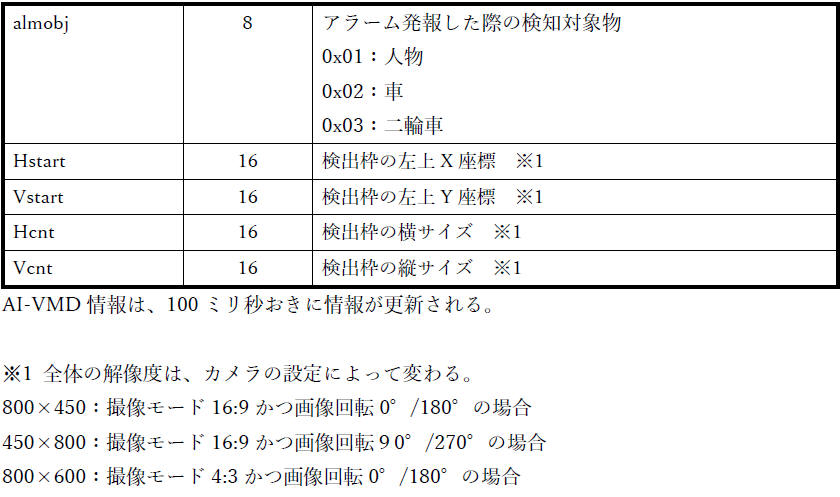 almobj 8 アラーム発報した際の検知対象物
0x01：人物
0x02：車
0x03：二輪車
Hstart 16 検出枠の左上X座標　※1
Vstart 16 検出枠の左上Y座標　※1
Hcnt 16 検出枠の横サイズ　※1
Vcnt 16 検出枠の縦サイズ　※1
AI-VMD 情報は、100 ミリ秒おきに情報が更新される。
※1 全体の解像度は、カメラの設定によって変わる。
800×450：撮像モード 16:9 かつ画像回転 0°/180°の場合
450×800：撮像モード 16:9 かつ画像回転９0°/270°の場合
800×600：撮像モード 4:3 かつ画像回転 0°/180°の場合